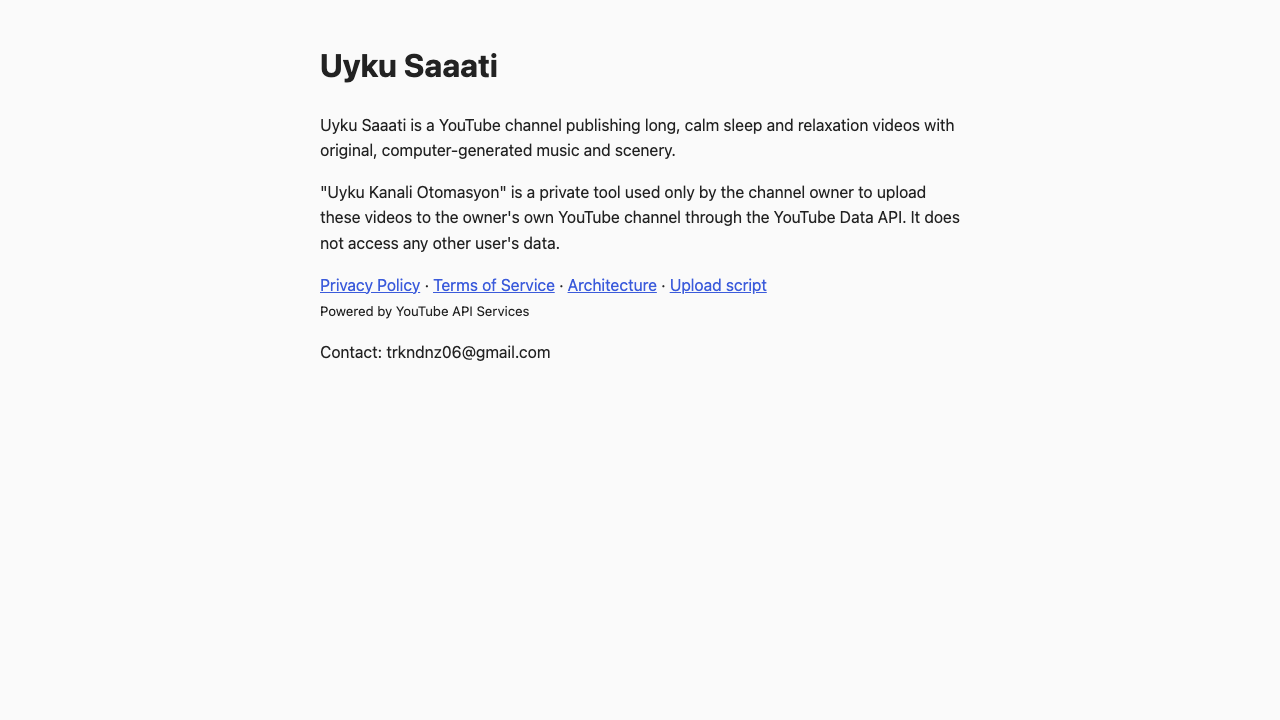 Uyku Saaati
Uyku Saaati is a YouTube channel publishing long, calm sleep and relaxation videos with
original, computer-generated music and scenery.
"Uyku Kanali Otomasyon" is a private tool used only by the channel owner to upload
these videos to the owner's own YouTube channel through the YouTube Data API. It does
not access any other user's data.
Privacy Policy · Terms of Service · Architecture · Upload script
Powered by YouTube API Services
Contact: trkndnz06@gmail.com